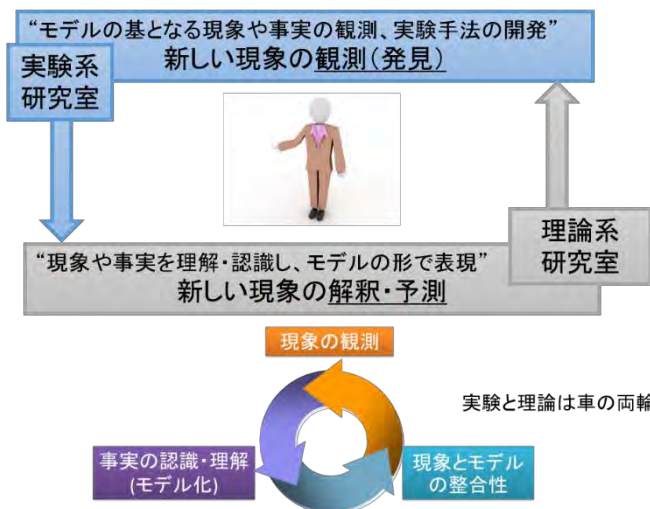 “モデルの基となる現象や事実の観測、実験手法の開発”
新しい現象の観測(発見)
実験系
研究室
理論系
研究室
“現象や事実を理解・認識し、モデルの形で表現”
新しい現象の解釈・予測
現象の観測
実験と理論は車の両輪
事実の認識・理解
(モデル化)
現象とモデル
の整合性